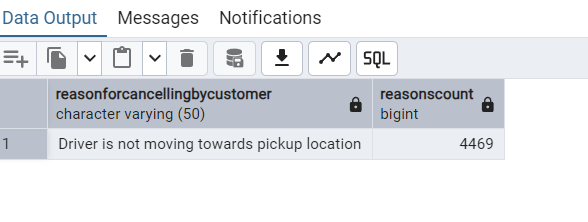 Data Output Messages Notifications
SQL
reasonforcancellingbycustomer reasonscount
character varying (50) bigint
1 Driver is not moving towards pickup location 4469